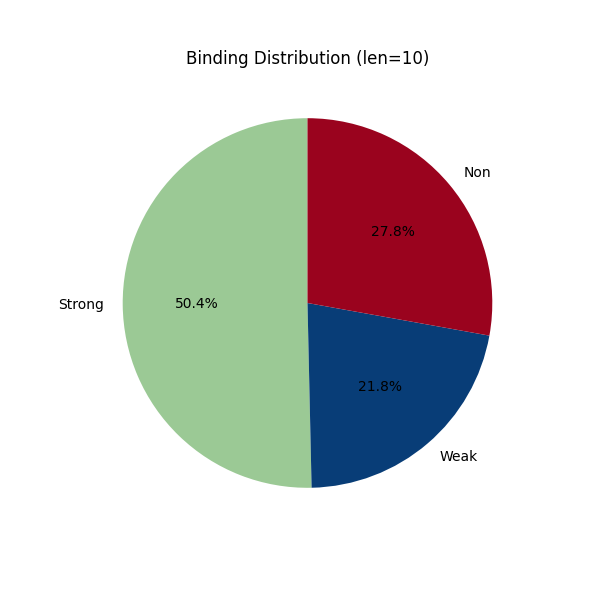 Binding Distribution (len=10)
Non
27.8%
50.4%
Strong
21.8%
Weak